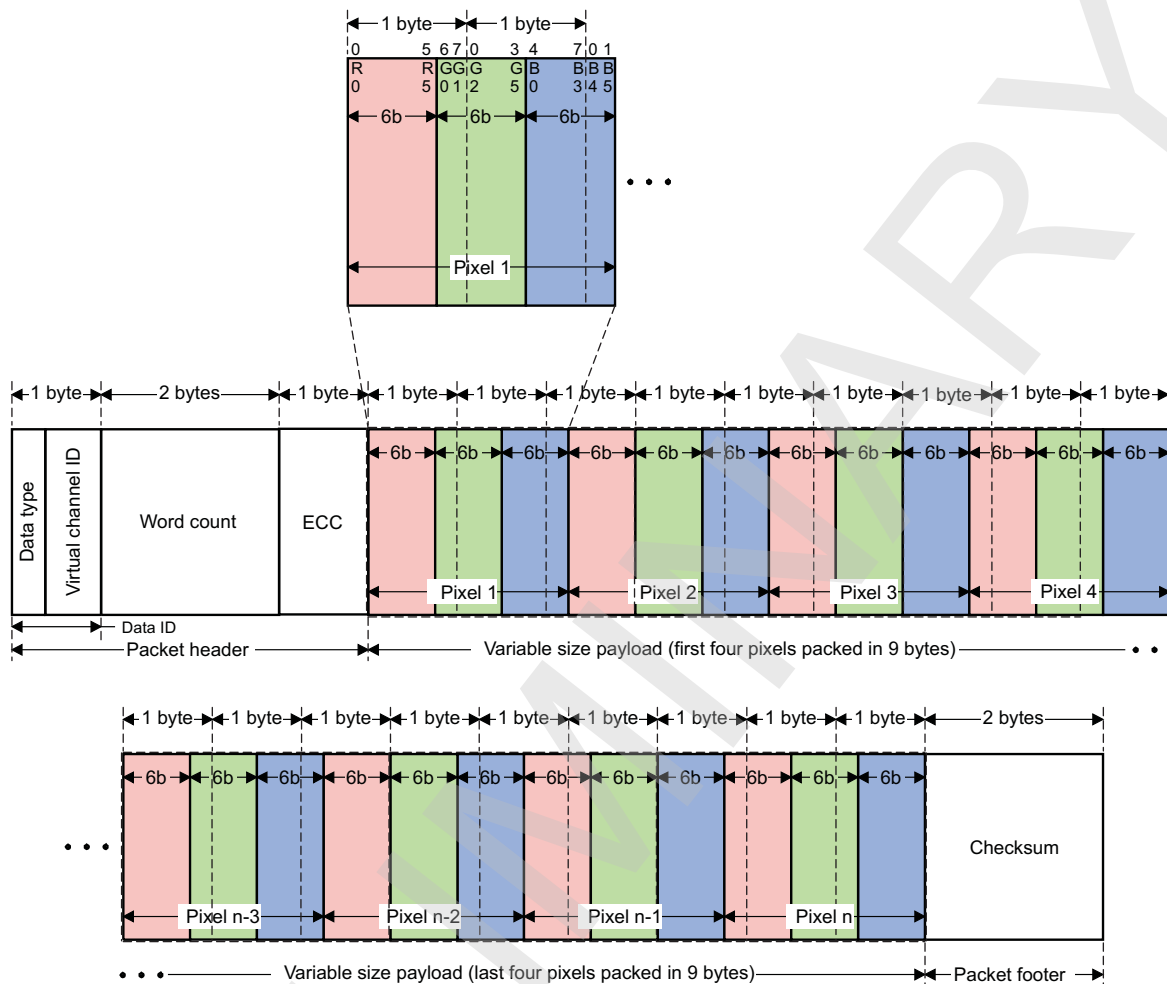 1 byte 1 byte
0 5 6 7 0 3 4 7 0 1
R R G G G G B B B B
0 5 0 1 2 5 0 3 4 5
6b 6b 6b
Pixel 1
1 byte 2 bytes 1 byte 1 byte 1 byte 1 byte 1 byte 1 byte 1 byte 1 byte 1 byte 1 byte
Data type
Virtual channel ID
Word count
ECC
6b 6b 6b 6b 6b 6b 6b 6b 6b 6b 6b 6b
Pixel 1 Pixel 2 Pixel 3 Pixel 4
Data ID
Packet header
Variable size payload (first four pixels packed in 9 bytes)
1 byte 1 byte 1 byte 1 byte 1 byte 1 byte 1 byte 1 byte 1 byte 2 bytes
6b 6b 6b 6b 6b 6b 6b 6b 6b 6b 6b 6b
Checksum
Pixel n-3 Pixel n-2 Pixel n-1 Pixel n
Variable size payload (last four pixels packed in 9 bytes)
Packet footer
IMINARY